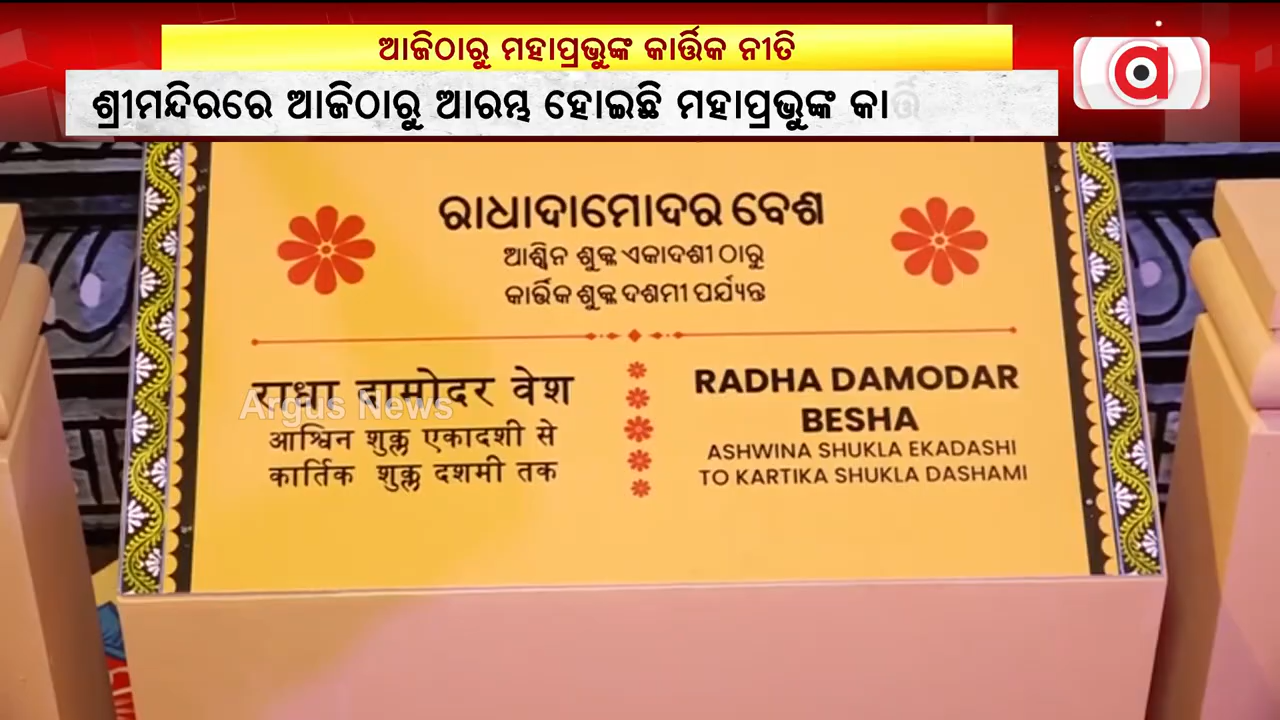 ଆଜିଠାରୁ ମହାପ୍ରଭୁଙ୍କ କାର୍ତ୍ତିକ ନୀତି
ଶ୍ରୀମନ୍ଦିରରେ ଆଜିଠାରୁ ଆରମ୍ଭ ହୋଇଛି ମହାପ୍ରଭୁଙ୍କ କାର୍ତ୍ତି
ରାଧାଦାମୋଦର ବେଶ
ଆଶ୍ୱିନ ଶୁକ୍ଳ ଏକାଦଶୀ ଠାରୁ
କାର୍ତ୍ତିକ ଶୁକ୍ଳ ଦଶମୀ ପର୍ଯ୍ୟନ୍ତ
राधा दामोदर वेश
Argus News
आश्विन शुक्ल एकादशी से
कार्तिक शुक्ल दशमी तक
RADHA DAMODAR
BESHA
ASHWINA SHUKLA EKADASHI
TO KARTIKA SHUKLA DASHAMI